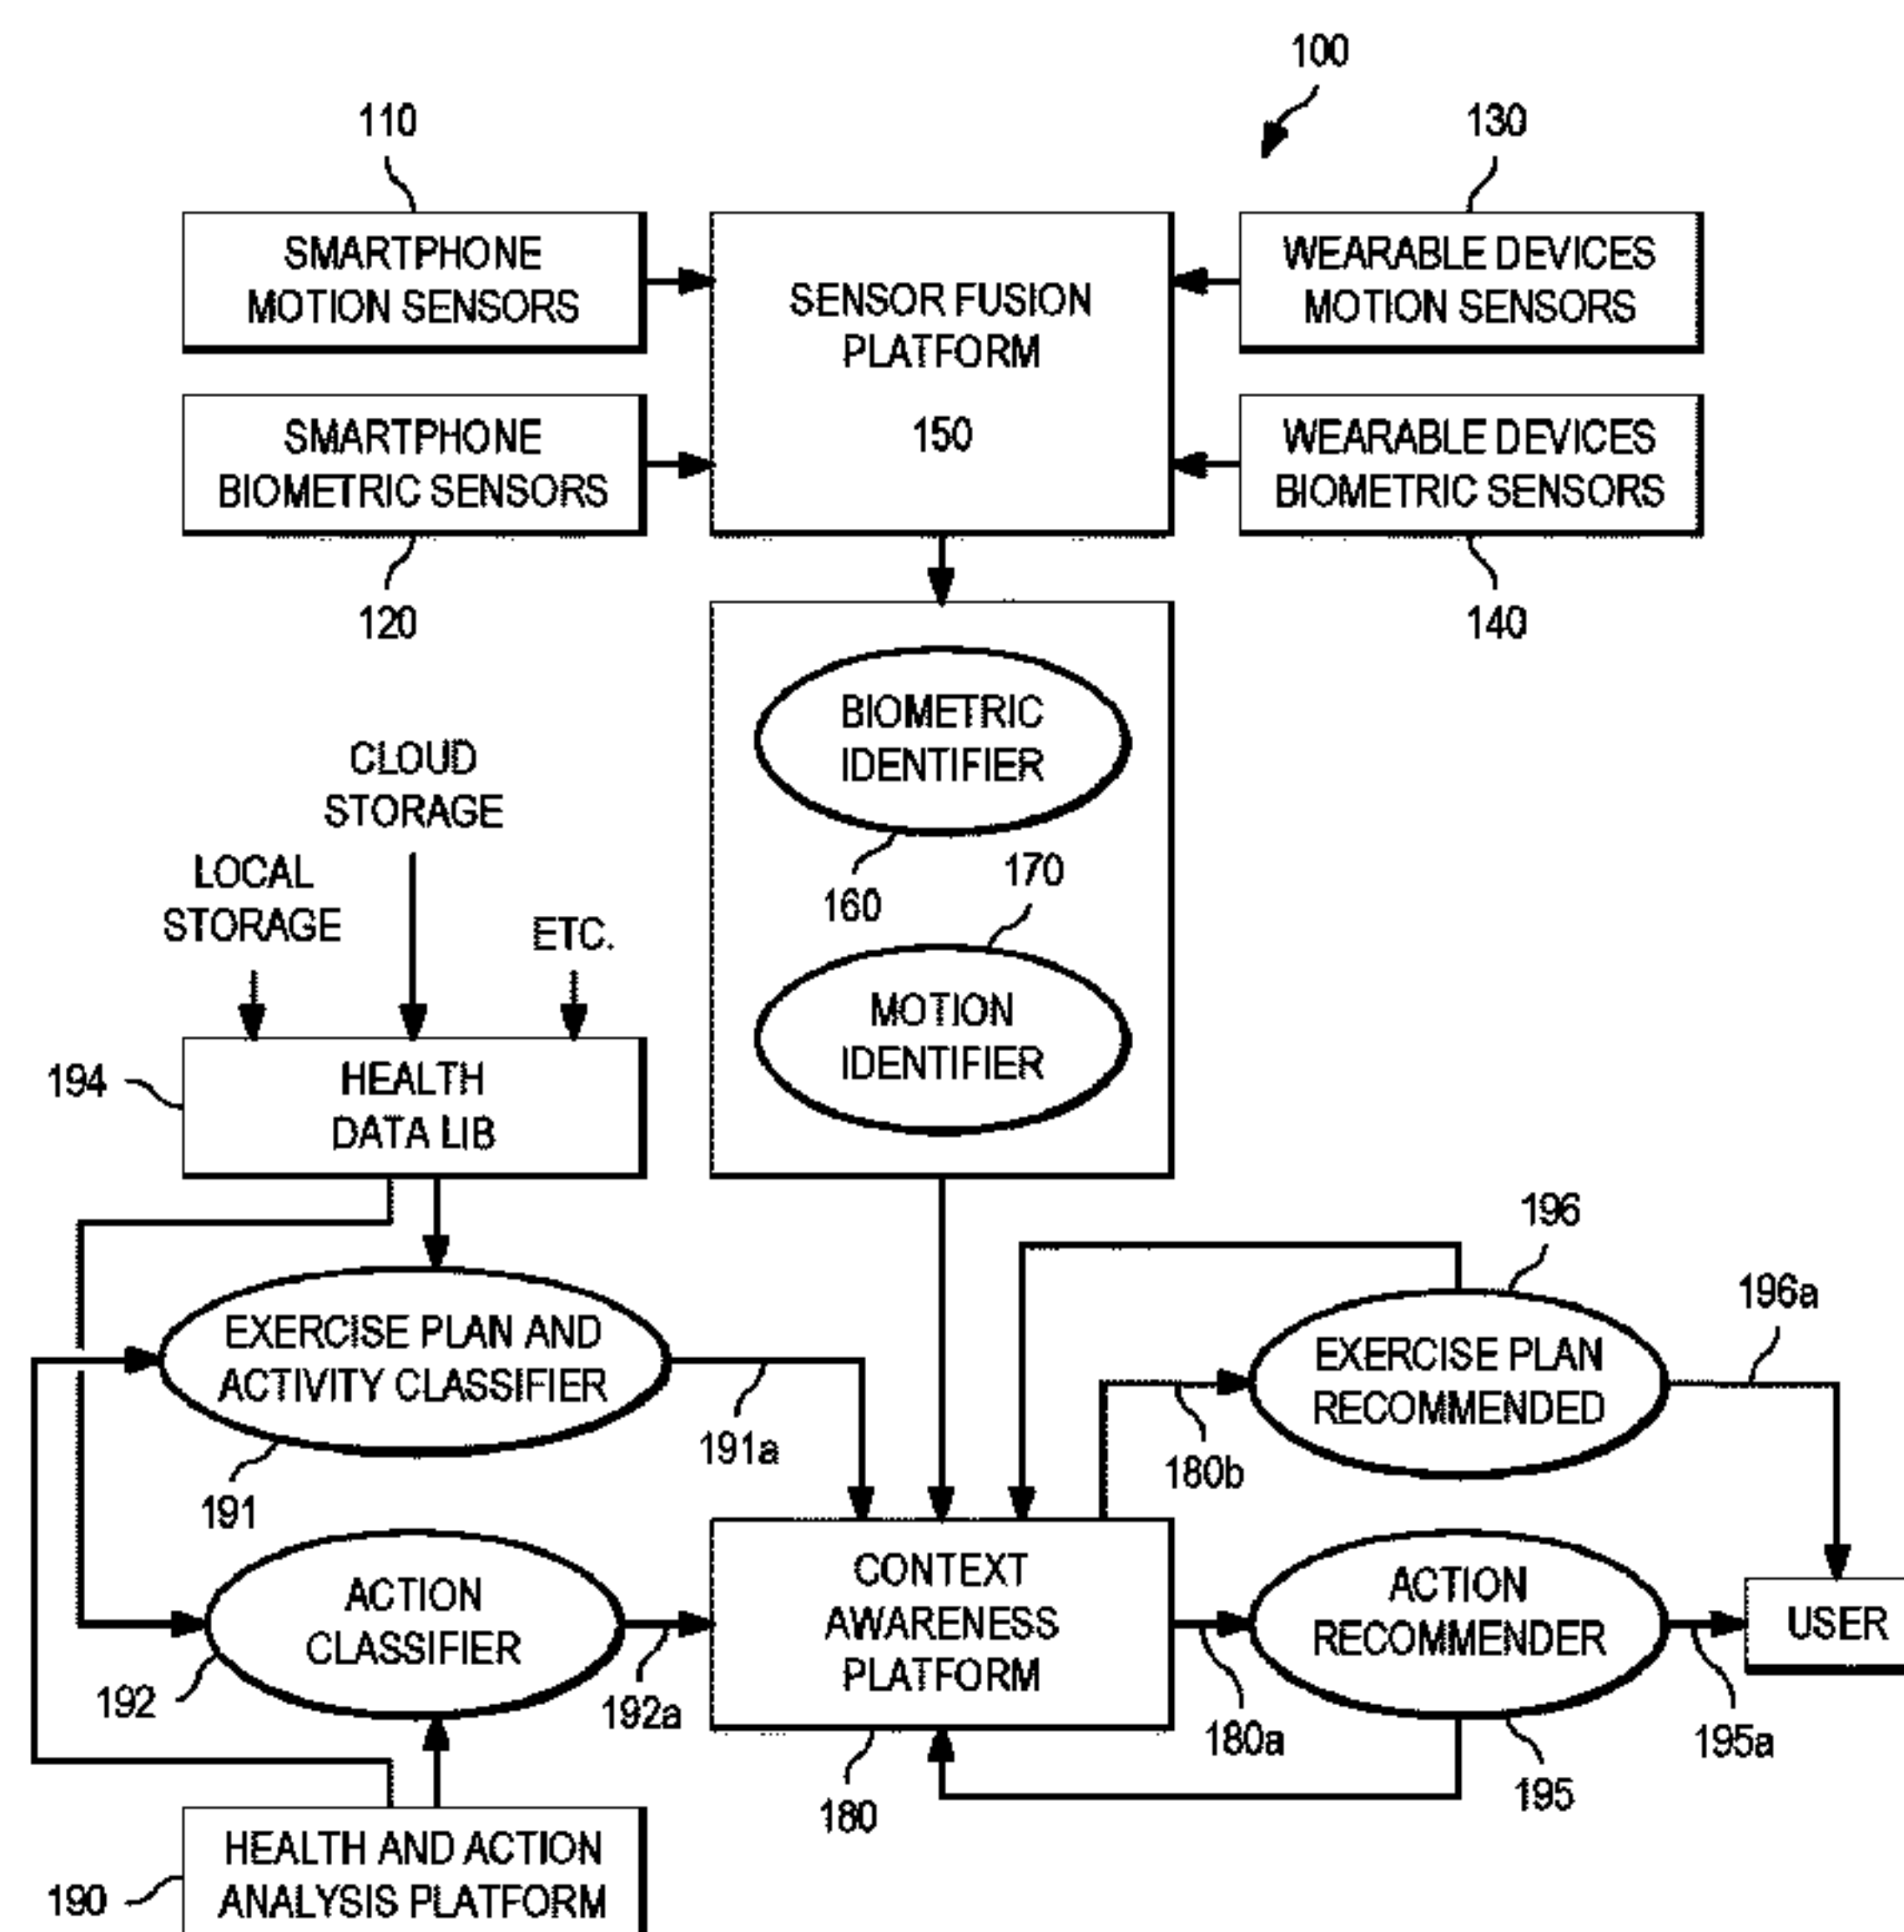 100
110
130
SMARTPHONE
MOTION SENSORS
SENSOR FUSION
PLATFORM
150
WEARABLE DEVICES
MOTION SENSORS
SMARTPHONE
BIOMETRIC SENSORS
WEARABLE DEVICES
BIOMETRIC SENSORS
120
140
BIOMETRIC
IDENTIFIER
160
170
MOTION
IDENTIFIER
CLOUD
STORAGE
LOCAL
STORAGE
ETC.
194
HEALTH
DATA LIB
196
196a
EXERCISE PLAN AND
ACTIVITY CLASSIFIER
191
191a
EXERCISE PLAN
RECOMMENDED
180b
ACTION
CLASSIFIER
192
192a
CONTEXT
AWARENESS
PLATFORM
180
180a
ACTION
RECOMMENDER
195
195a
USER
HEALTH AND ACTION
ANALYSIS PLATFORM
190